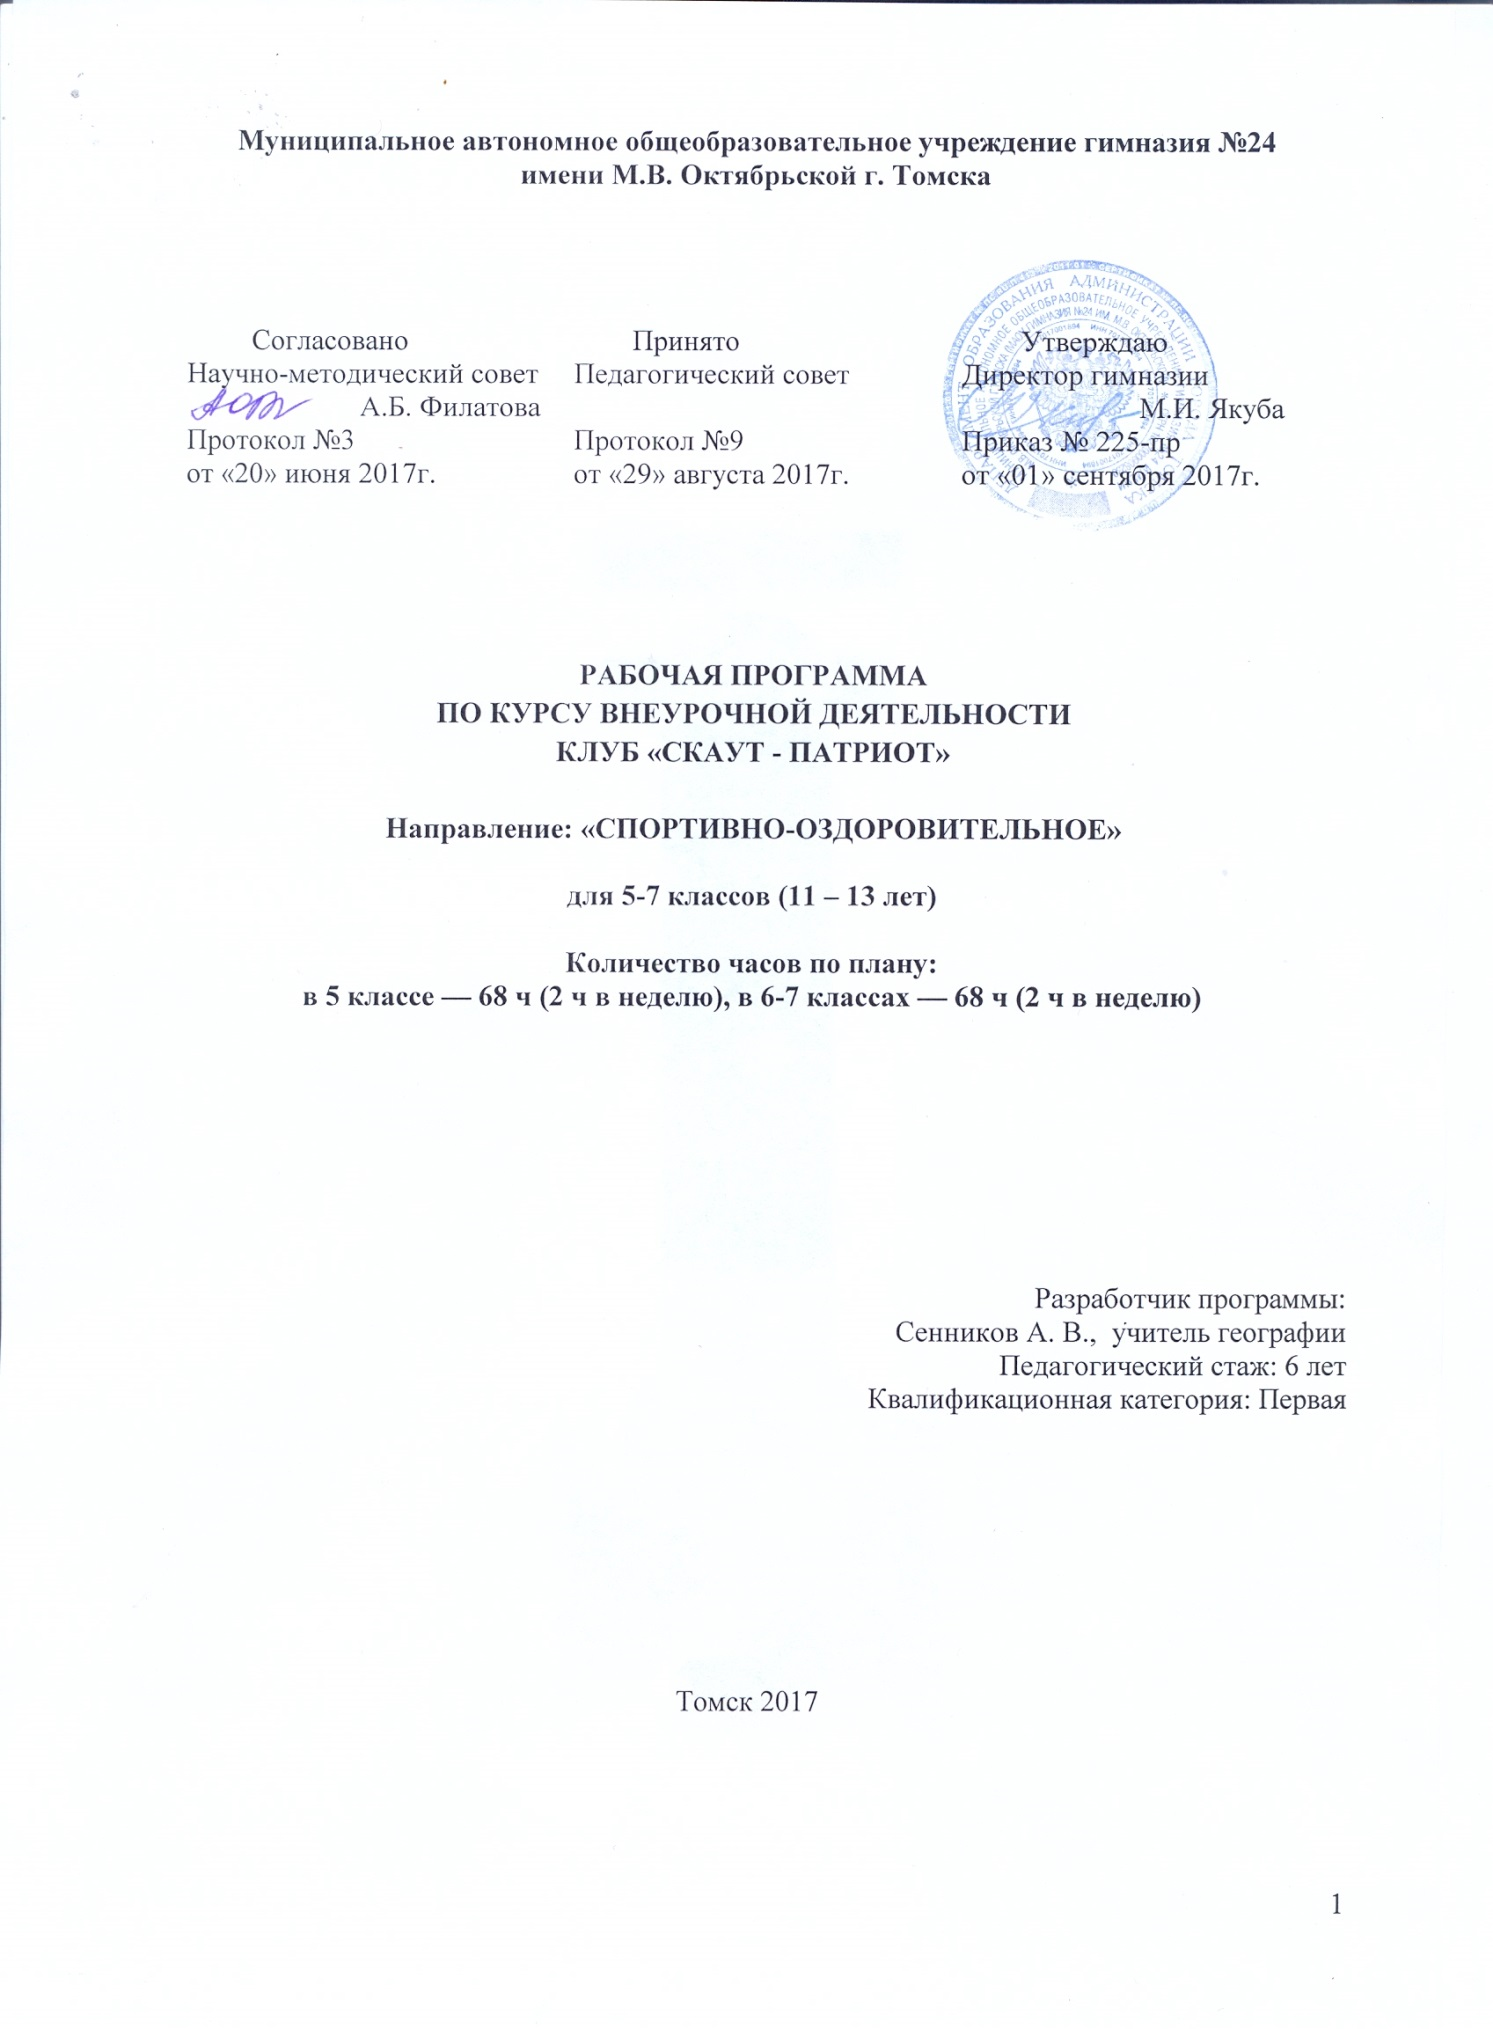 Муниципальное автономное общеобразовательное учреждение гимназия №24
имени М.В. Октябрьской г. Томска
Согласовано
Научно-методический совет
А.Б. Филатова
Протокол №3
от «20» июня 2017г.
Принято
Педагогический совет
Протокол №9
от «29» августа 2017г.
Утверждаю
Директор гимназии
М.И. Якуба
Приказ № 225-пр
от «01» сентября 2017г.
РАБОЧАЯ ПРОГРАММА
ПО КУРСУ ВНЕУРОЧНОЙ ДЕЯТЕЛЬНОСТИ
КЛУБ «СКАУТ - ПАТРИОТ»
Направление: «СПОРТИВНО-ОЗДОРОВИТЕЛЬНОЕ»
для 5-7 классов (11 – 13 лет)
Количество часов по плану:
в 5 классе — 68 ч (2 ч в неделю), в 6-7 классах — 68 ч (2 ч в неделю)
Разработчик программы:
Сенников А. В.,  учитель географии
Педагогический стаж: 6 лет
Квалификационная категория: Первая
Томск 2017
1